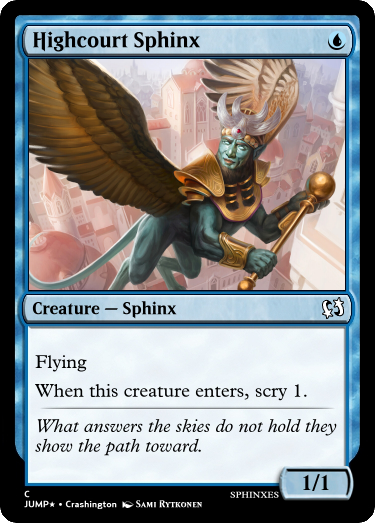 Highcourt Sphinx
Creature — Sphinx
Flying
When this creature enters, scry 1.
What answers the skies do not hold they
show the path toward.
1/1
C
JUMP★ • Crashington SAMI RYTKONEN
SPHINXES